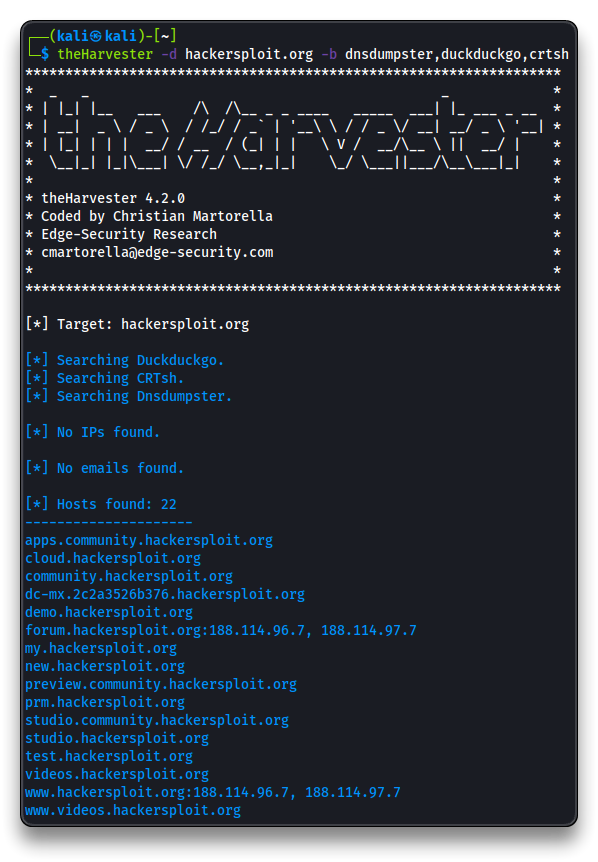 ┌──(kali㉿kali)-[~]
└─$ theHarvester -d hackersploit.org -b dnsdumpster,duckduckgo,crtsh
*******************************************************************
*  _   _                                            _             *
* | |_| |__   ___    /\  /\__ _ _ ____   _____  ___| |_ ___ _ __  *
* | __|  _ \ / _ \  / /_/ / _` | '__\ \ / / _ \/ __| __/ _ \ '__| *
* | |_| | | |  __/ / __  / (_| | |   \ V /  __/\__ \ ||  __/ |    *
*  \__|_| |_|\___| \/ /_/ \__,_|_|    \_/ \___||___/\__\___|_|    *
*                                                                 *
* theHarvester 4.2.0                                              *
* Coded by Christian Martorella                                   *
* Edge-Security Research                                          *
* cmartorella@edge-security.com                                   *
*                                                                 *
*******************************************************************
[*] Target: hackersploit.org
[*] Searching Duckduckgo.
[*] Searching CRTsh.
[*] Searching Dnsdumpster.
[*] No IPs found.
[*] No emails found.
[*] Hosts found: 22
---------------------
apps.community.hackersploit.org
cloud.hackersploit.org
community.hackersploit.org
dc-mx.2c2a3526b376.hackersploit.org
demo.hackersploit.org
forum.hackersploit.org:188.114.96.7, 188.114.97.7
my.hackersploit.org
new.hackersploit.org
preview.community.hackersploit.org
prm.hackersploit.org
studio.community.hackersploit.org
studio.hackersploit.org
test.hackersploit.org
videos.hackersploit.org
www.hackersploit.org:188.114.96.7, 188.114.97.7
www.videos.hackersploit.org